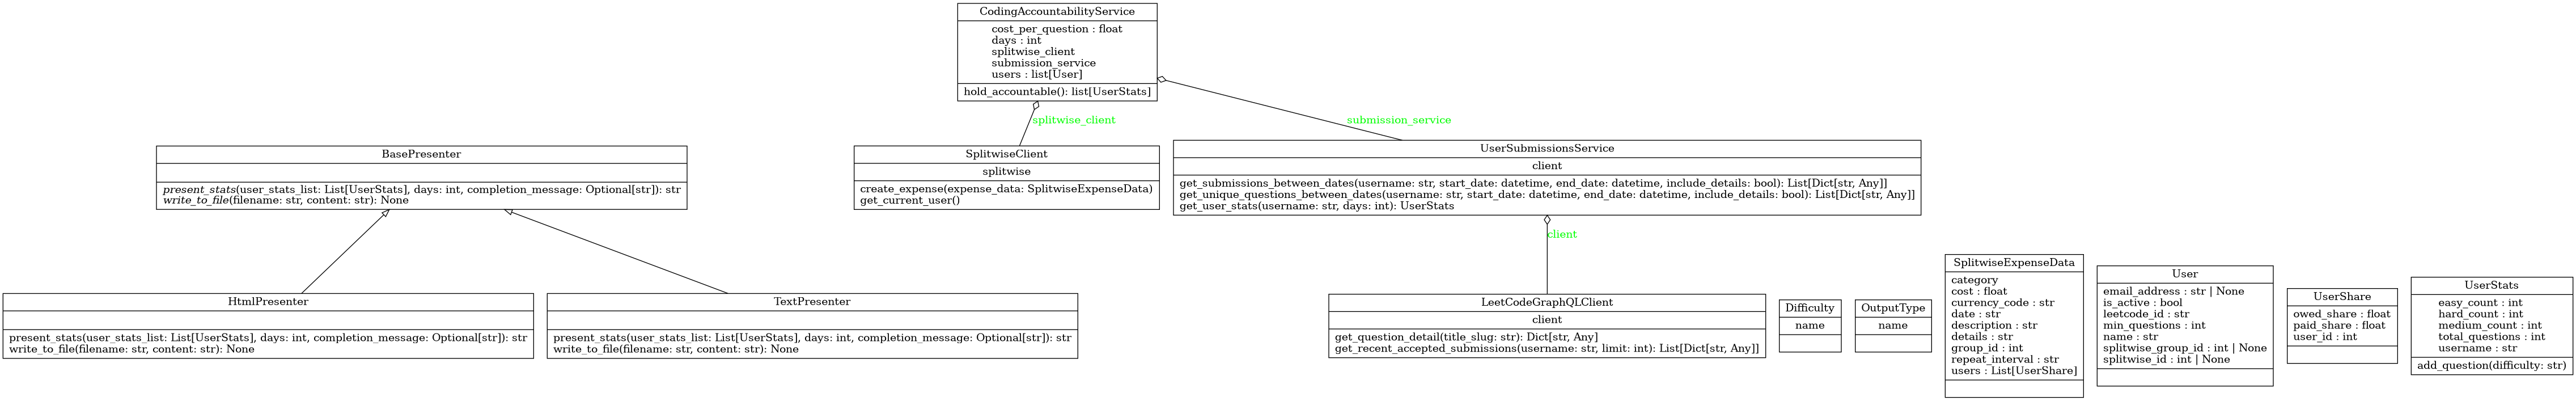 CodingAccountabilityService
cost_per_question : float
days : int
splitwise_client
submission_service
users : list[User]
hold_accountable(): list[UserStats]
splitwise_client
submission_service
BasePresenter
present_stats(user_stats_list: List[UserStats], days: int, completion_message: Optional[str]): str
write_to_file(filename: str, content: str): None
SplitwiseClient
splitwise
create_expense(expense_data: SplitwiseExpenseData)
get_current_user()
UserSubmissionsService
client
get_submissions_between_dates(username: str, start_date: datetime, end_date: datetime, include_details: bool): List[Dict[str, Any]]
get_unique_questions_between_dates(username: str, start_date: datetime, end_date: datetime, include_details: bool): List[Dict[str, Any]]
get_user_stats(username: str, days: int): UserStats
client
HtmlPresenter
present_stats(user_stats_list: List[UserStats], days: int, completion_message: Optional[str]): str
write_to_file(filename: str, content: str): None
TextPresenter
present_stats(user_stats_list: List[UserStats], days: int, completion_message: Optional[str]): str
write_to_file(filename: str, content: str): None
LeetCodeGraphQLClient
client
get_question_detail(title_slug: str): Dict[str, Any]
get_recent_accepted_submissions(username: str, limit: int): List[Dict[str, Any]]
Difficulty
name
OutputType
name
SplitwiseExpenseData
category
cost : float
currency_code : str
date : str
description : str
details : str
group_id : int
repeat_interval : str
users : List[UserShare]
User
email_address : str | None
is_active : bool
leetcode_id : str
min_questions : int
name : str
splitwise_group_id : int | None
splitwise_id : int | None
UserShare
owed_share : float
paid_share : float
user_id : int
UserStats
easy_count : int
hard_count : int
medium_count : int
total_questions : int
username : str
add_question(difficulty: str)